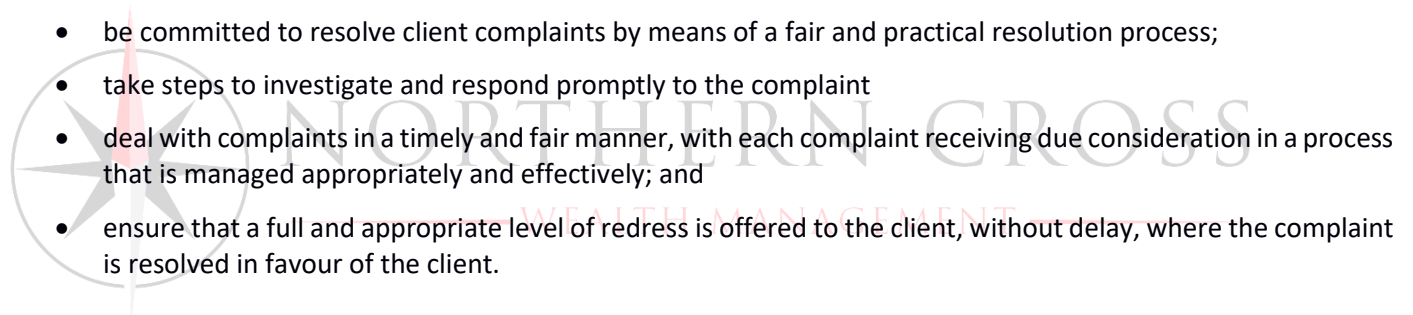 • be committed to resolve client complaints by means of a fair and practical resolution process;
• take steps to investigate and respond promptly to the complaint
NORTHERN CROSS
• deal with complaints in a timely and fair manner, with each complaint receiving due consideration in a process
that is managed appropriately and effectively; and
WEALTH MANAGEMENT
• ensure that a full and appropriate level of redress is offered to the client, without delay, where the complaint
is resolved in favour of the client.